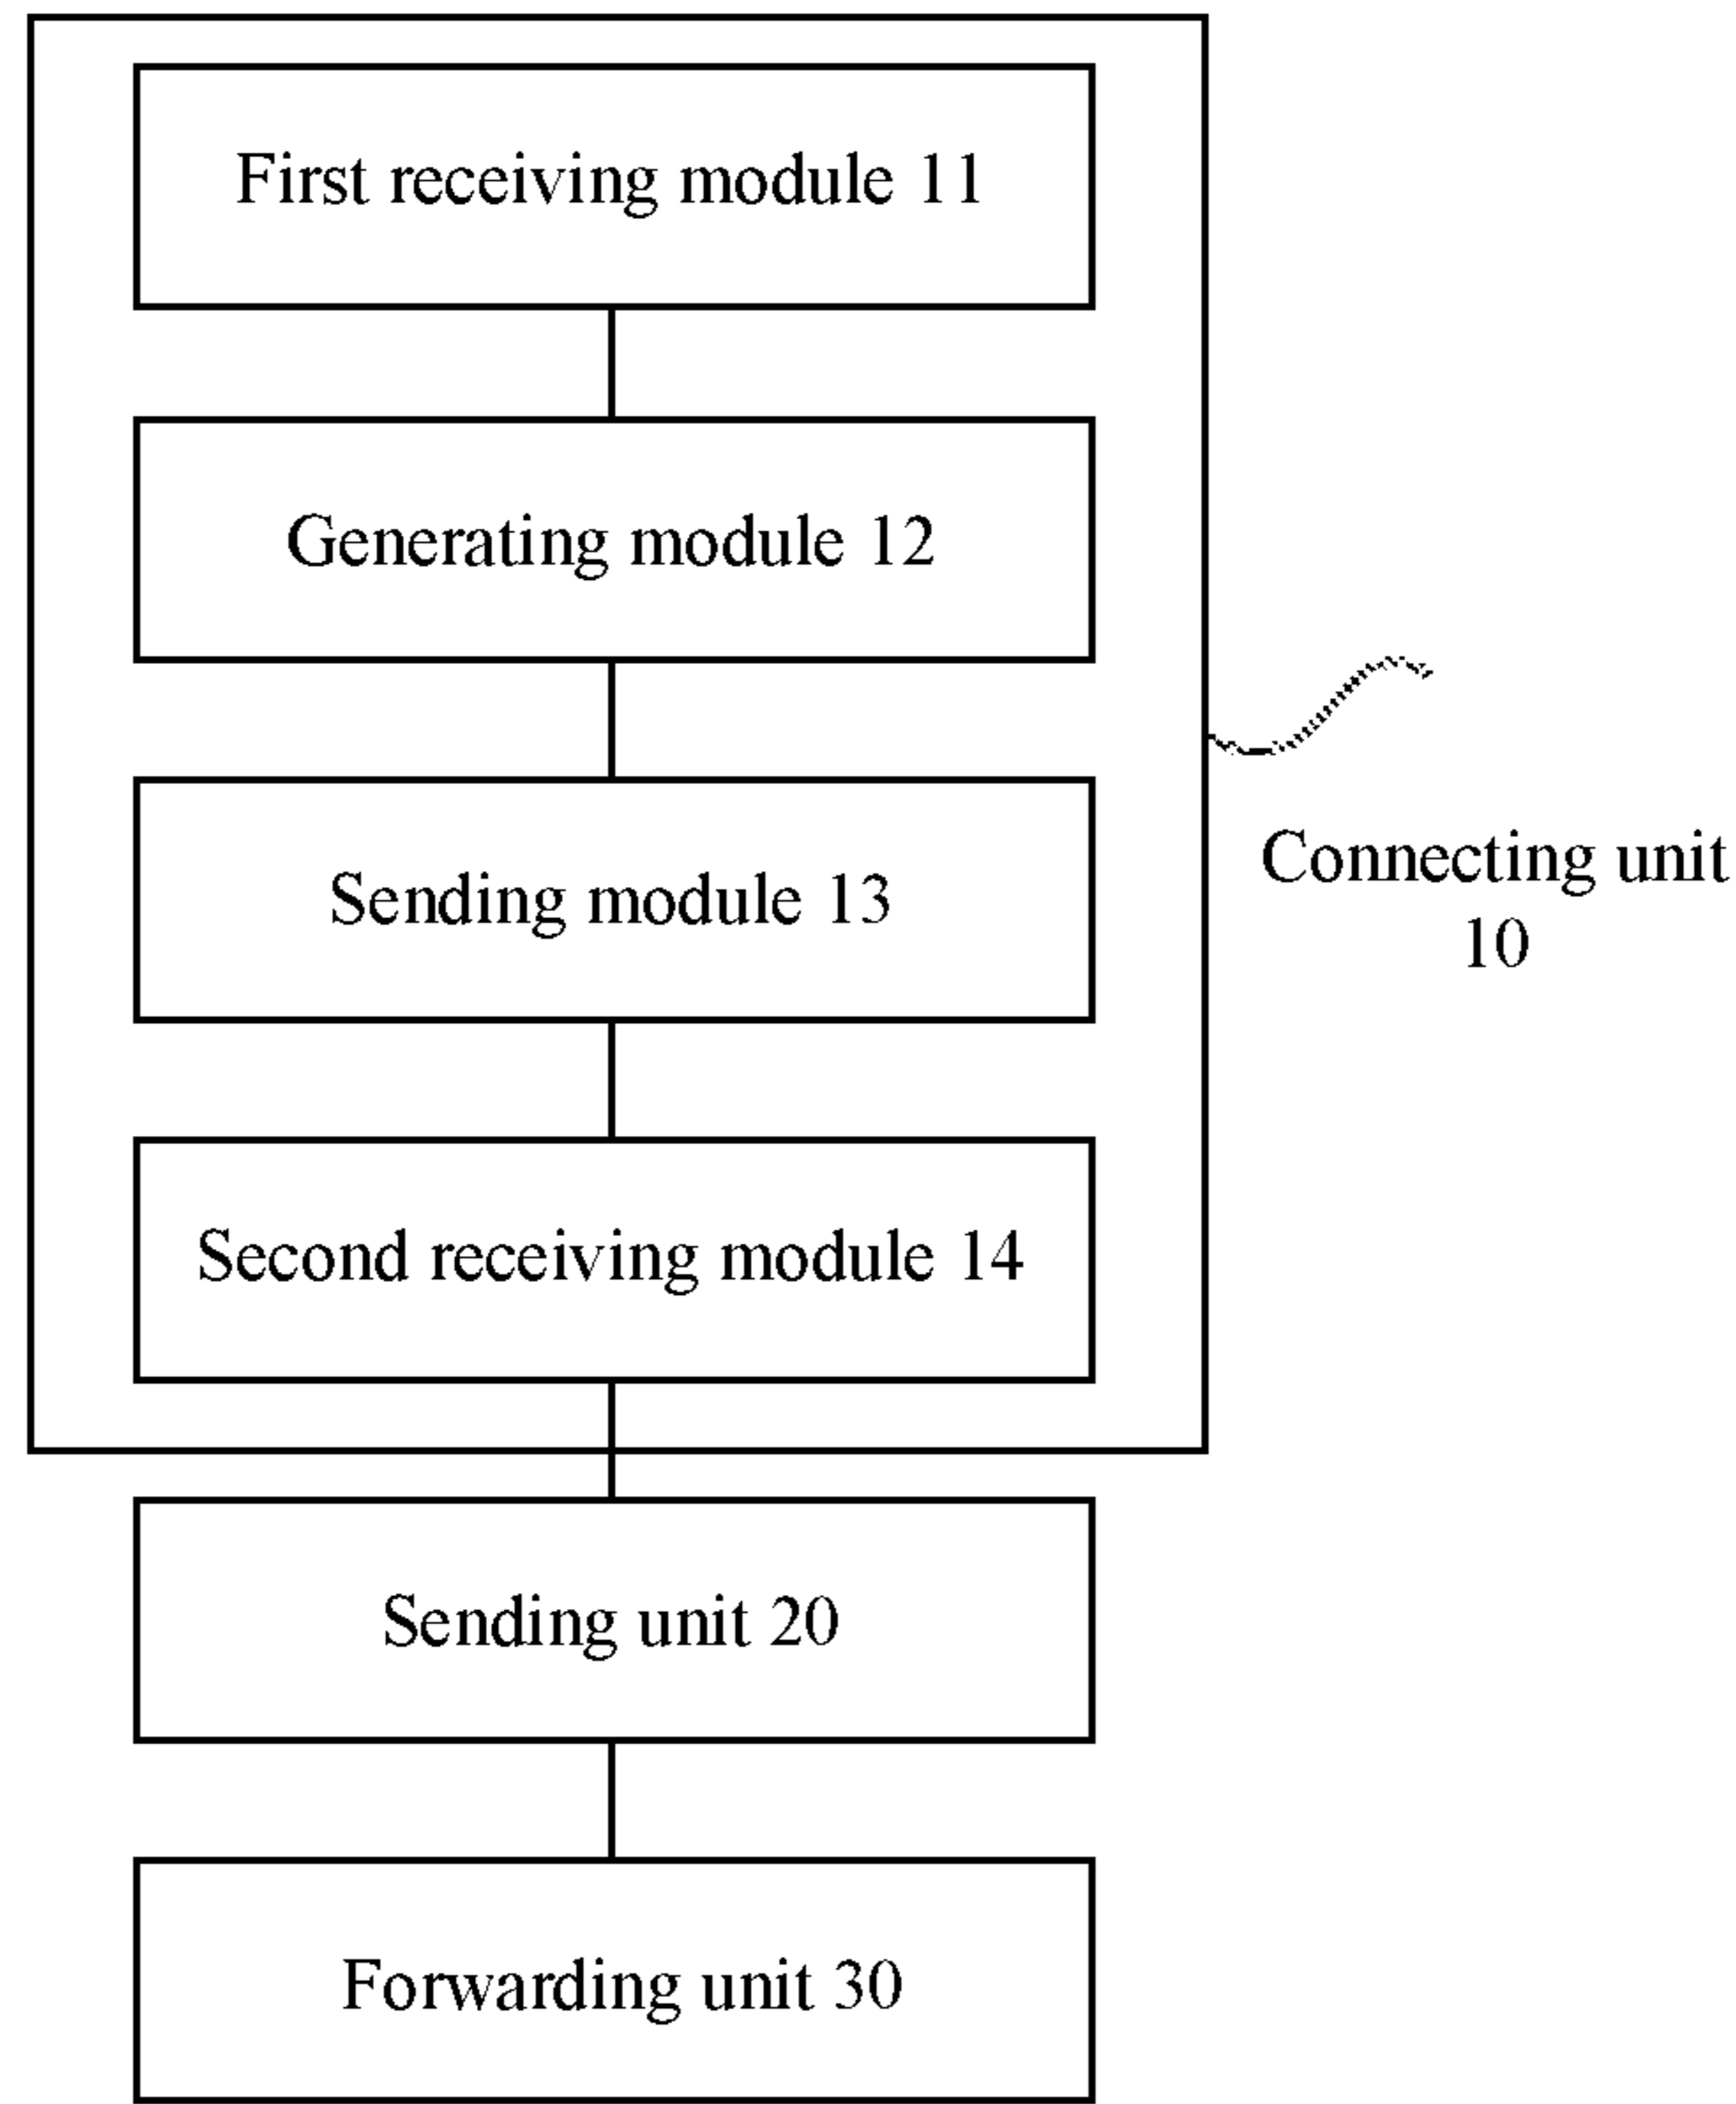 First receiving module 11
Generating module 12
Sending module 13
Connecting unit
10
Second receiving module 14
Sending unit 20
Forwarding unit 30